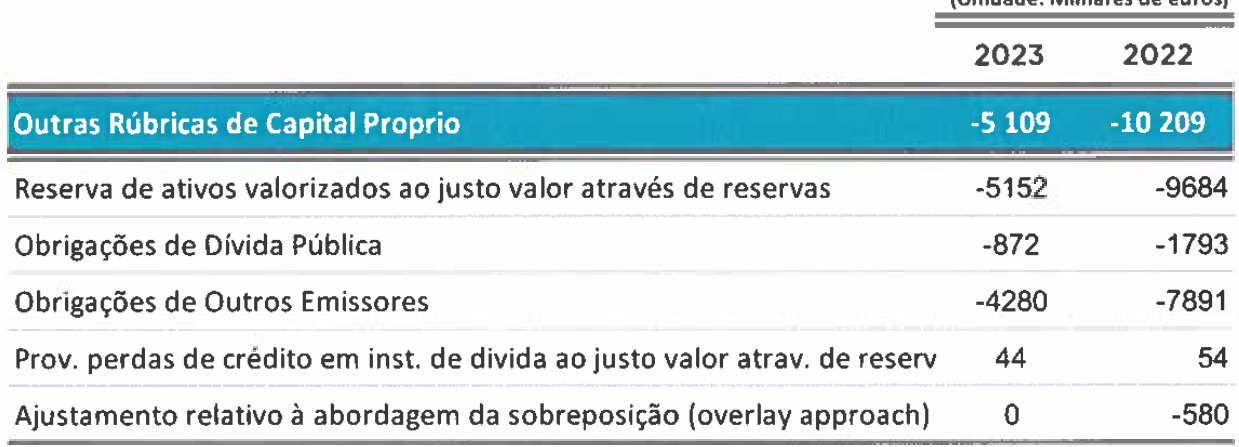 (Unidade: Milhares de euros)
2023 2022
Outras Rúbricas de Capital Proprio -5 109 -10 209
Reserva de ativos valorizados ao justo valor através de reservas -5152 -9684
Obrigações de Dívida Pública -872 -1793
Obrigações de Outros Emissores -4280 -7891
Prov. perdas de crédito em inst. de divida ao justo valor atrav. de reserv 44 54
Ajustamento relativo à abordagem da sobreposição (overlay approach) 0 -580